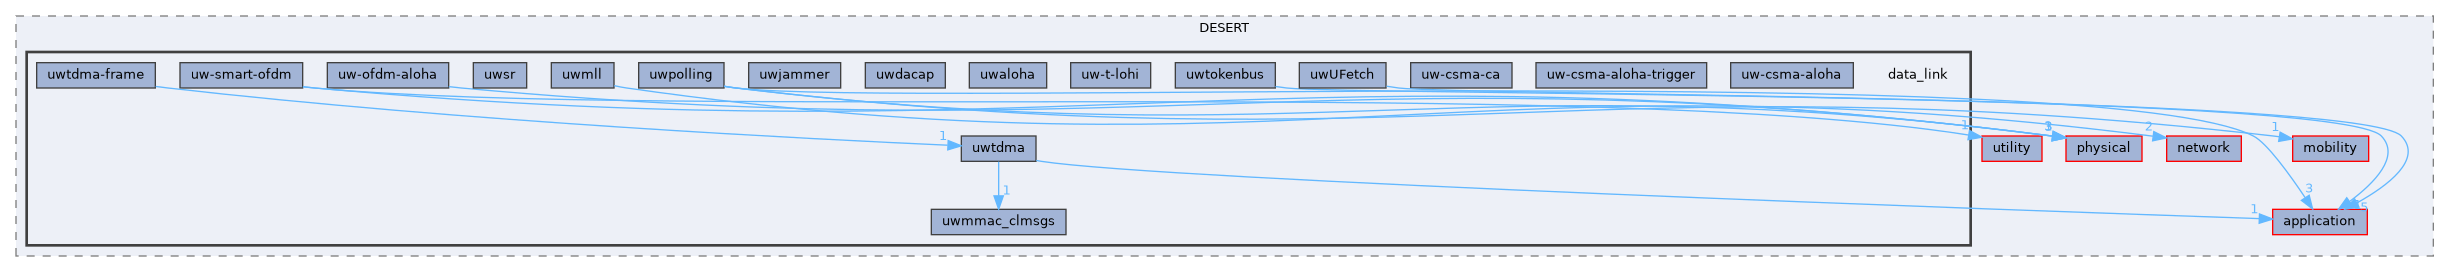 DESERT
uwtdma-frame
uw-smart-ofdm
uw-ofdm-aloha
uwsr
uwmll
uwpolling
uwjammer
uwdacap
uwaloha
uw-t-lohi
uwtokenbus
uwUFetch
uw-csma-ca
uw-csma-aloha-trigger
uw-csma-aloha
data_link
1
1
2
1
uwtdma
utility
physical
network
mobility
1
3
1
5
uwmmac_clmsgs
application